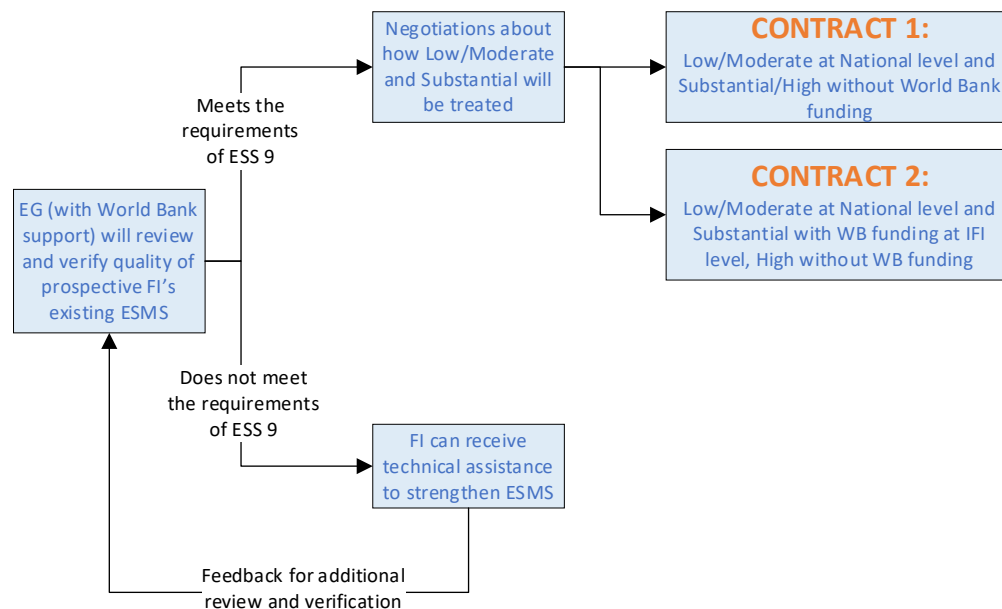 Negotiations about
how Low/Moderate
and Substantial will
be treated
CONTRACT 1:
Low/Moderate at National level and
Substantial/High without World Bank
funding
Meets the
requirements
of ESS 9
CONTRACT 2:
Low/Moderate at National level and
Substantial with WB funding at IFI
level, High without WB funding
EG (with World Bank
support) will review
and verify quality of
prospective FI’s
existing ESMS
Does not meet
the requirements
of ESS 9
FI can receive
technical assistance
to strengthen ESMS
Feedback for additional
review and verification